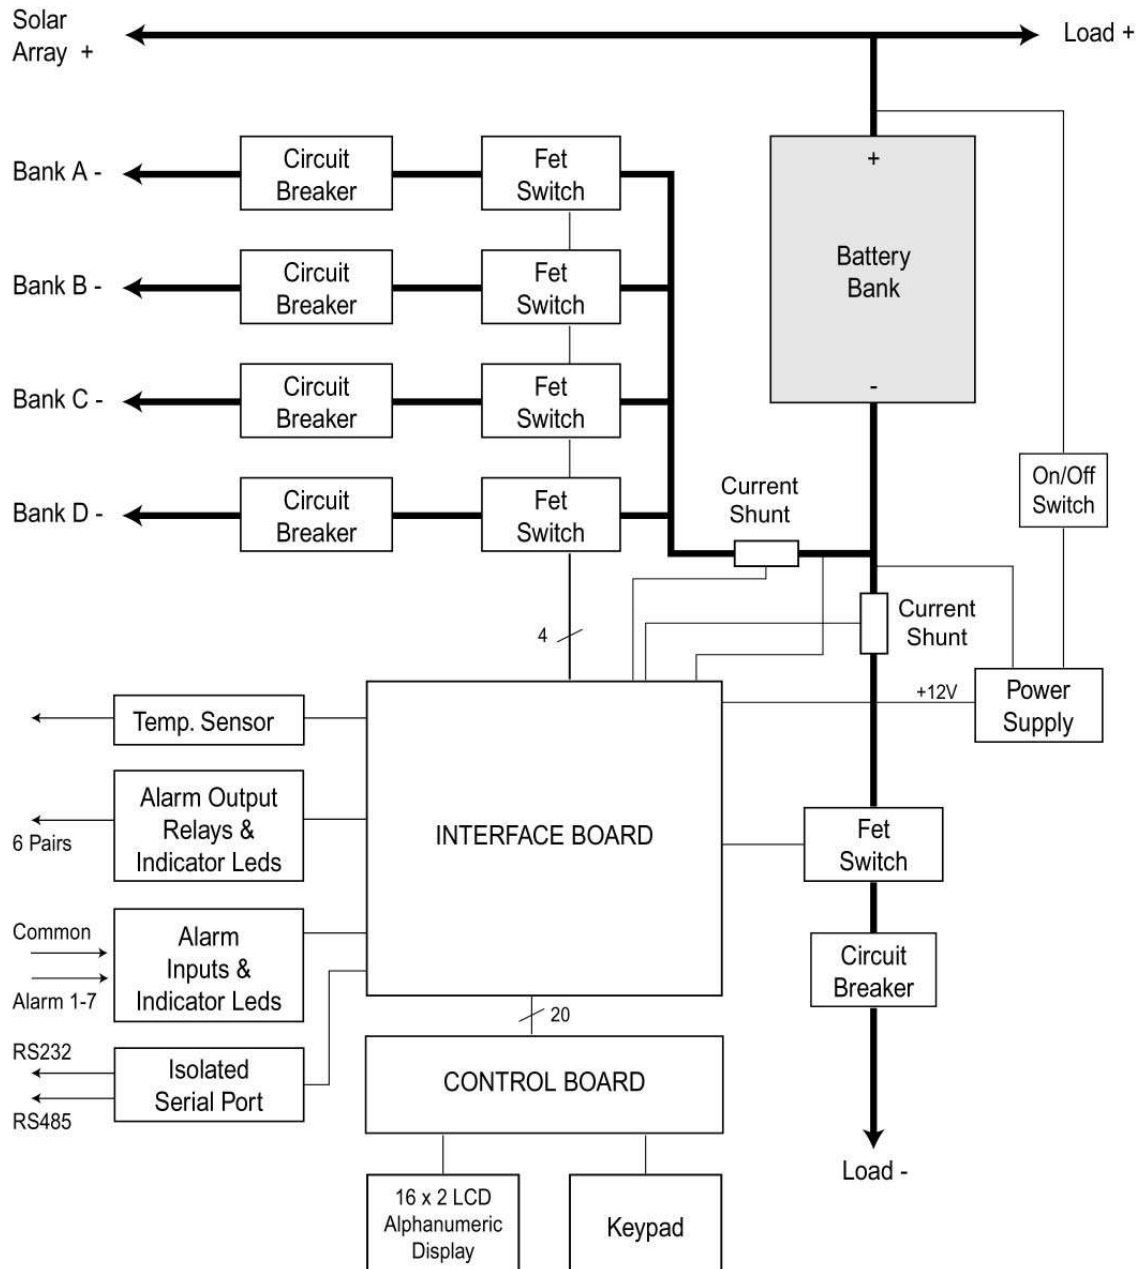 Solar
Array +
Load +
Bank A -
Circuit
Breaker
Fet
Switch
+
Battery
Bank
-
Bank B -
Circuit
Breaker
Fet
Switch
Bank C -
Circuit
Breaker
Fet
Switch
Bank D -
Circuit
Breaker
Fet
Switch
Current
Shunt
On/Off
Switch
Current
Shunt
4
+12V
Power
Supply
Temp. Sensor
Alarm Output
Relays &
Indicator Leds
6 Pairs
INTERFACE BOARD
Fet
Switch
Common
Alarm 1-7
Alarm
Inputs &
Indicator Leds
Circuit
Breaker
20
RS232
RS485
Isolated
Serial Port
CONTROL BOARD
Load -
16 x 2 LCD
Alphanumeric
Display
Keypad